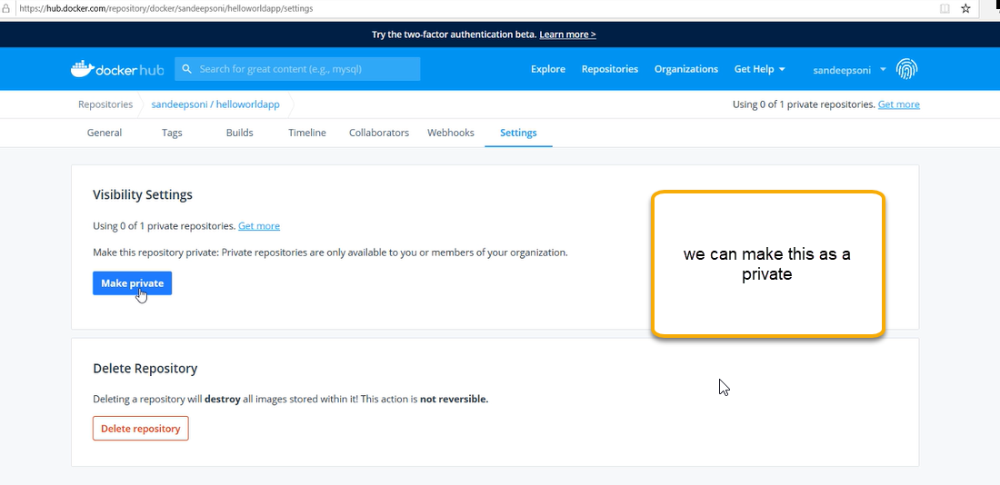 https://hub.docker.com/repository/docker/sandeepsoni/helloworldapp/settings
Try the two-factor authentication beta. Learn more >
docker hub
Search for great content (e.g., mysql)
Explore
Repositories
Organizations
Get Help
sandeepsoni
Repositories
sandeepsoni / helloworldapp
Using 0 of 1 private repositories. Get more
General
Tags
Builds
Timeline
Collaborators
Webhooks
Settings
Visibility Settings
Using 0 of 1 private repositories. Get more
Make this repository private: Private repositories are only available to you or members of your organization.
Make private
we can make this as a
private
Delete Repository
Deleting a repository will destroy all images stored within it! This action is not reversible.
Delete repository